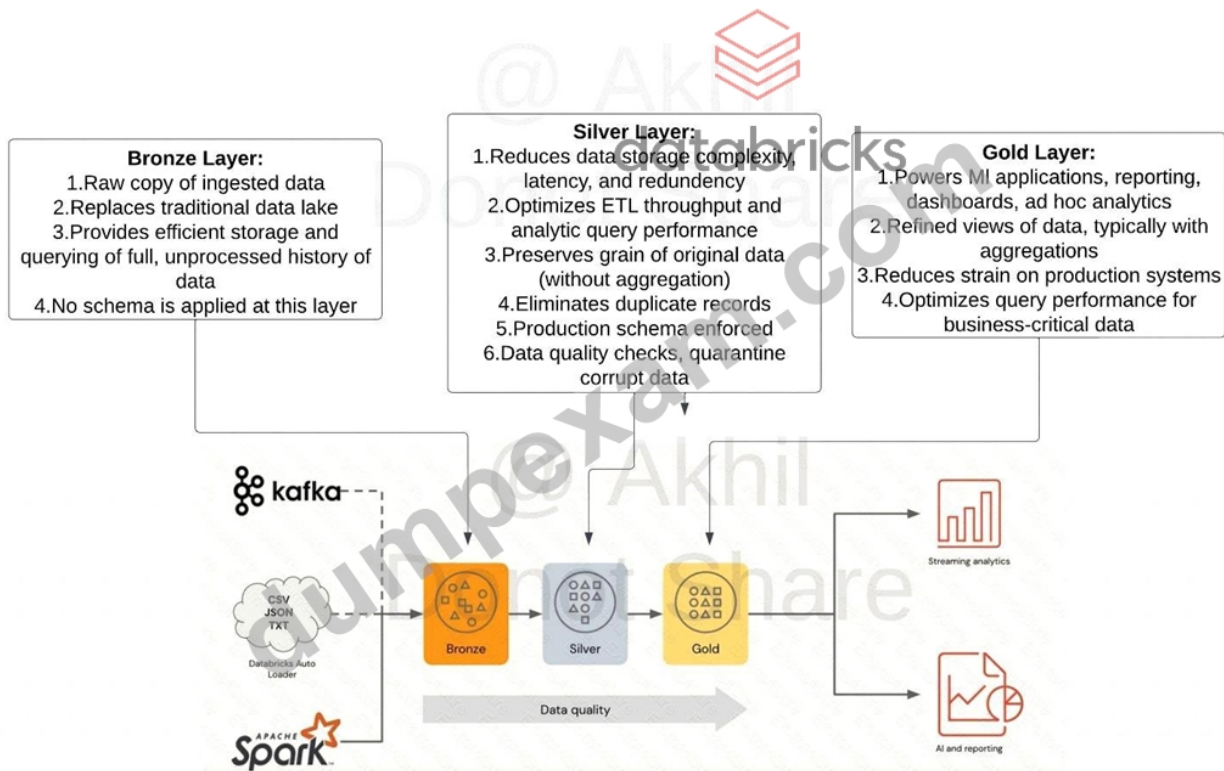 @ Akhil
Do not Share
databricks
Bronze Layer:
1.Raw copy of ingested data
2.Replaces traditional data lake
3.Provides efficient storage and
querying of full, unprocessed history of
data
4.No schema is applied at this layer
Silver Layer:
1.Reduces data storage complexity,
latency, and redundency
2.Optimizes ETL throughput and
analytic query performance
3.Preserves grain of original data
(without aggregation)
4.Eliminates duplicate records
5.Production schema enforced
6.Data quality checks, quarantine
corrupt data
Gold Layer:
1.Powers Ml applications, reporting,
dashboards, ad hoc analytics
2.Refined views of data, typically with
aggregations
3.Reduces strain on production systems
4.Optimizes query performance for
business-critical data
dumpexam.com
@ Akhil
Do not Share
kafka
CSV
JSON
TXT
Databricks Auto
Loader
APACHE
Spark™
Bronze
Silver
Gold
Data quality
Streaming analytics
AI and reporting